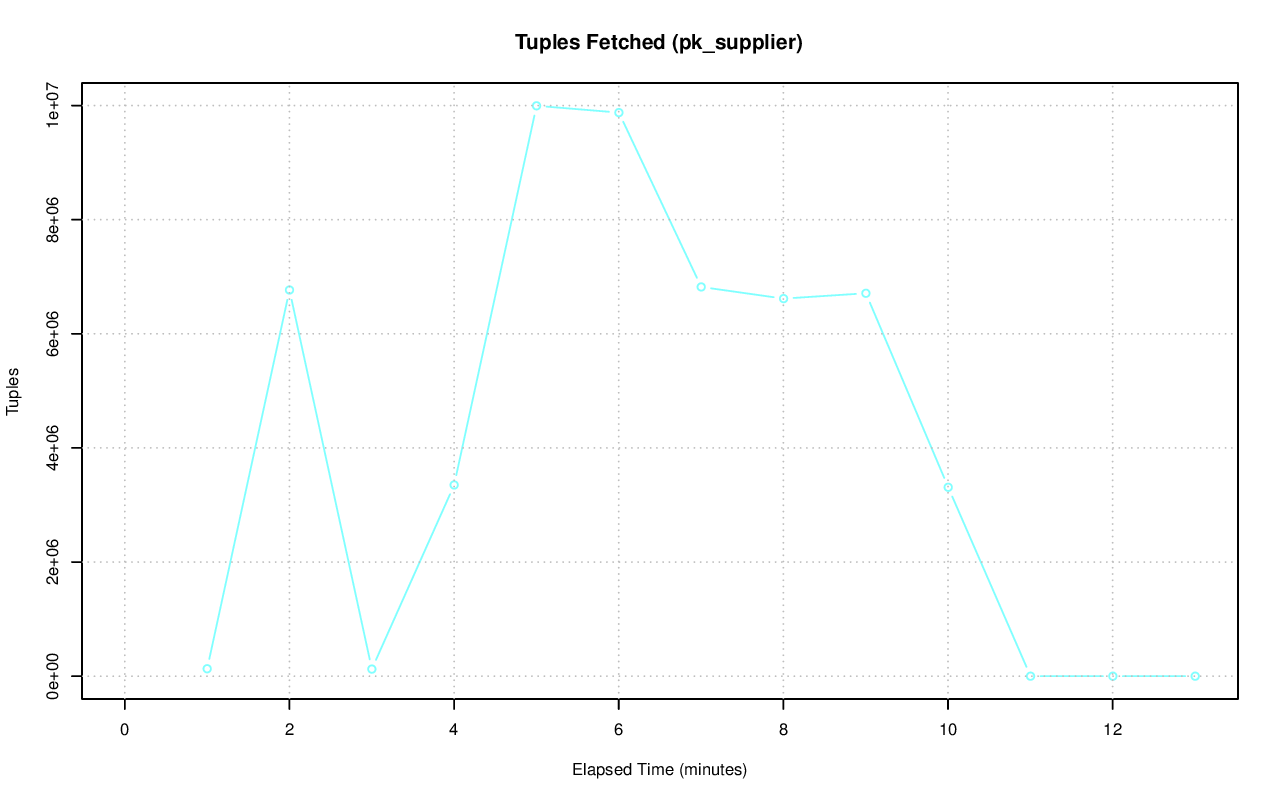 Tuples Fetched (pk_supplier)
1e+07
8e+06
6e+06
4e+06
2e+06
0e+00
Tuples
0 2 4 6 8 10 12
Elapsed Time (minutes)